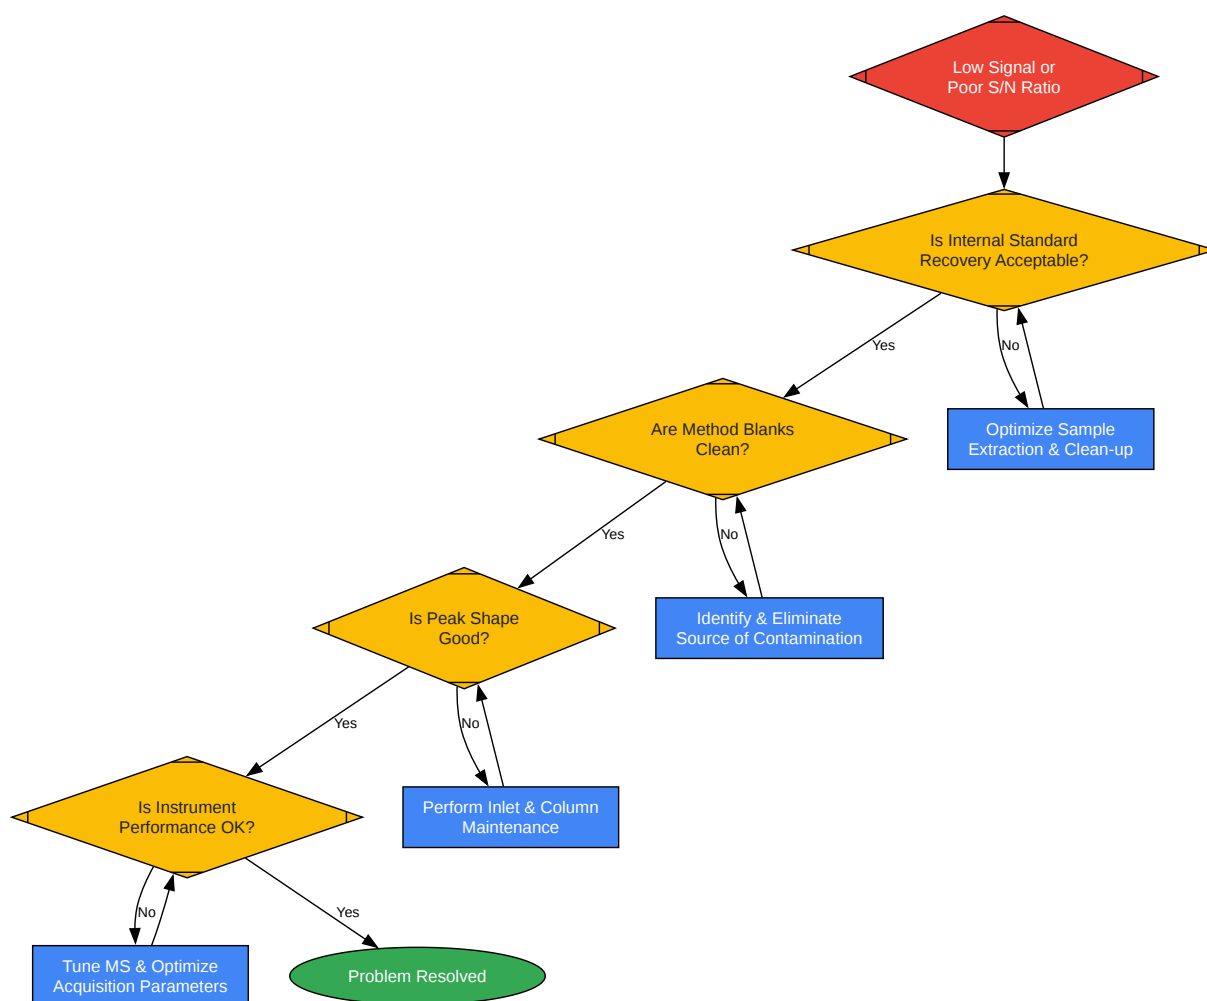 Low Signal or
Poor S/N Ratio
Is Internal Standard
Recovery Acceptable?
Yes
No
Optimize Sample
Extraction & Clean-up
Are Method Blanks
Clean?
Yes
No
Identify & Eliminate
Source of Contamination
Is Peak Shape
Good?
Yes
No
Perform Inlet & Column
Maintenance
Is Instrument
Performance OK?
No
Yes
Tune MS & Optimize
Acquisition Parameters
Problem Resolved